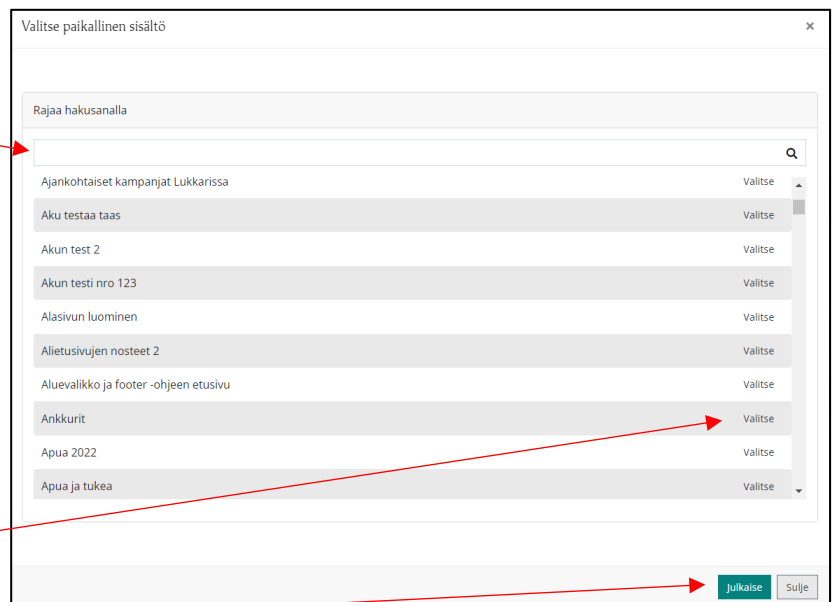 Valitse paikallinen sisältö ×
Rajaa hakusanalla
Ajankohtaiset kampanjat Lukkarissa Valitse
Aku testaa taas Valitse
Akun test 2 Valitse
Akun testi nro 123 Valitse
Alasivun luominen Valitse
Alietusivujen nosteet 2 Valitse
Aluevalikko ja footer -ohjeen etusivu Valitse
Ankkurit Valitse
Apua 2022 Valitse
Apua ja tukea Valitse
Julkaise Sulje